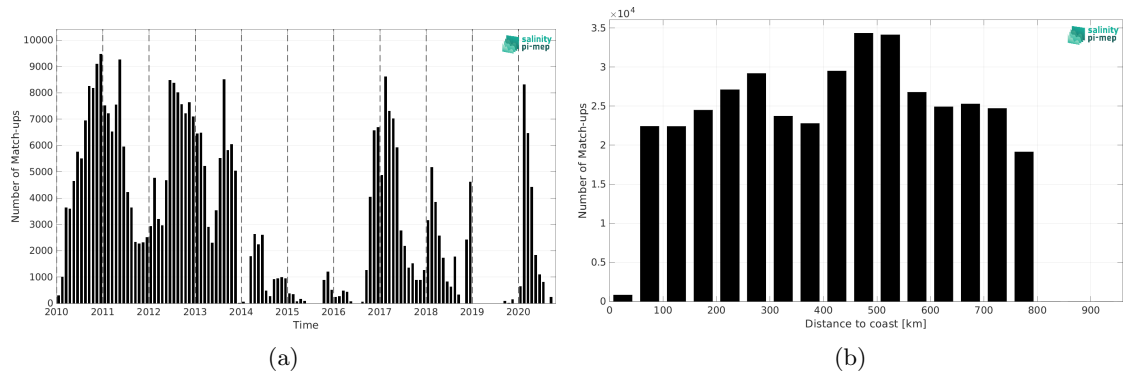 10000
9000
8000
7000
6000
5000
4000
3000
2000
1000
0
Number of Match-ups
2010 2011 2012 2013 2014 2015 2016 2017 2018 2019 2020
Time
salinity
pi-mep
(a)
×10⁴
3.5
3
2.5
2
1.5
1
0.5
0
Number of Match-ups
0 100 200 300 400 500 600 700 800 900
Distance to coast [km]
salinity
pi-mep
(b)